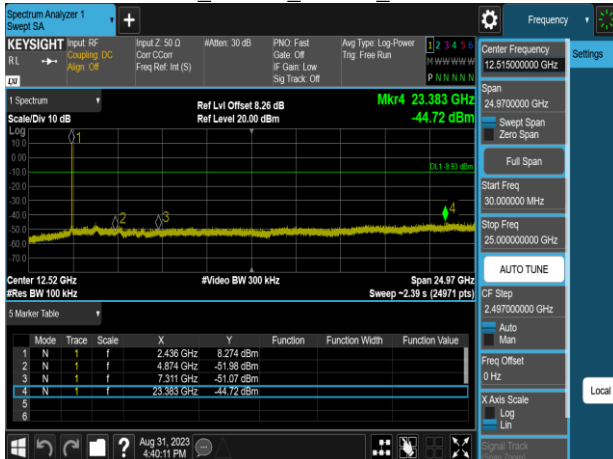 Spectrum Analyzer 1
Swept SA
Frequency
KEYSIGHT
RL
LXI
Input: RF
Coupling: DC
Align: Off
Input Z: 50 Ω
Corr CCorr
Freq Ref: Int (S)
#Atten: 30 dB
PNO: Fast
Gate: Off
IF Gain: Low
Sig Track: Off
Avg Type: Log-Power
Trig: Free Run
1 2 3 4 5 6
M W W W W W
P N N N N N
1 Spectrum
Scale/Div 10 dB
Ref Lvl Offset 8.26 dB
Ref Level 20.00 dBm
Mkr4 23.383 GHz
-44.72 dBm
Log
10.0
0.00
-10.0
-20.0
-30.0
-40.0
-50.0
-60.0
-70.0
1
2
3
4
DL1 -9.93 dBm
Center 12.52 GHz
#Res BW 100 kHz
#Video BW 300 kHz
Span 24.97 GHz
Sweep ~2.39 s (24971 pts)
5 Marker Table
Mode Trace Scale X Y Function Function Width Function Value
1 N 1 f 2.436 GHz 8.274 dBm
2 N 1 f 4.874 GHz -51.98 dBm
3 N 1 f 7.311 GHz -51.07 dBm
4 N 1 f 23.383 GHz -44.72 dBm
5
6
?
Aug 31, 2023
4:40:11 PM
Center Frequency
12.515000000 GHz
Span
24.9700000 GHz
Swept Span
Zero Span
Full Span
Start Freq
30.000000 MHz
Stop Freq
25.000000000 GHz
AUTO TUNE
CF Step
2.497000000 GHz
Auto
Man
Freq Offset
0 Hz
X Axis Scale
Log
Lin
Signal Track
Settings
Local